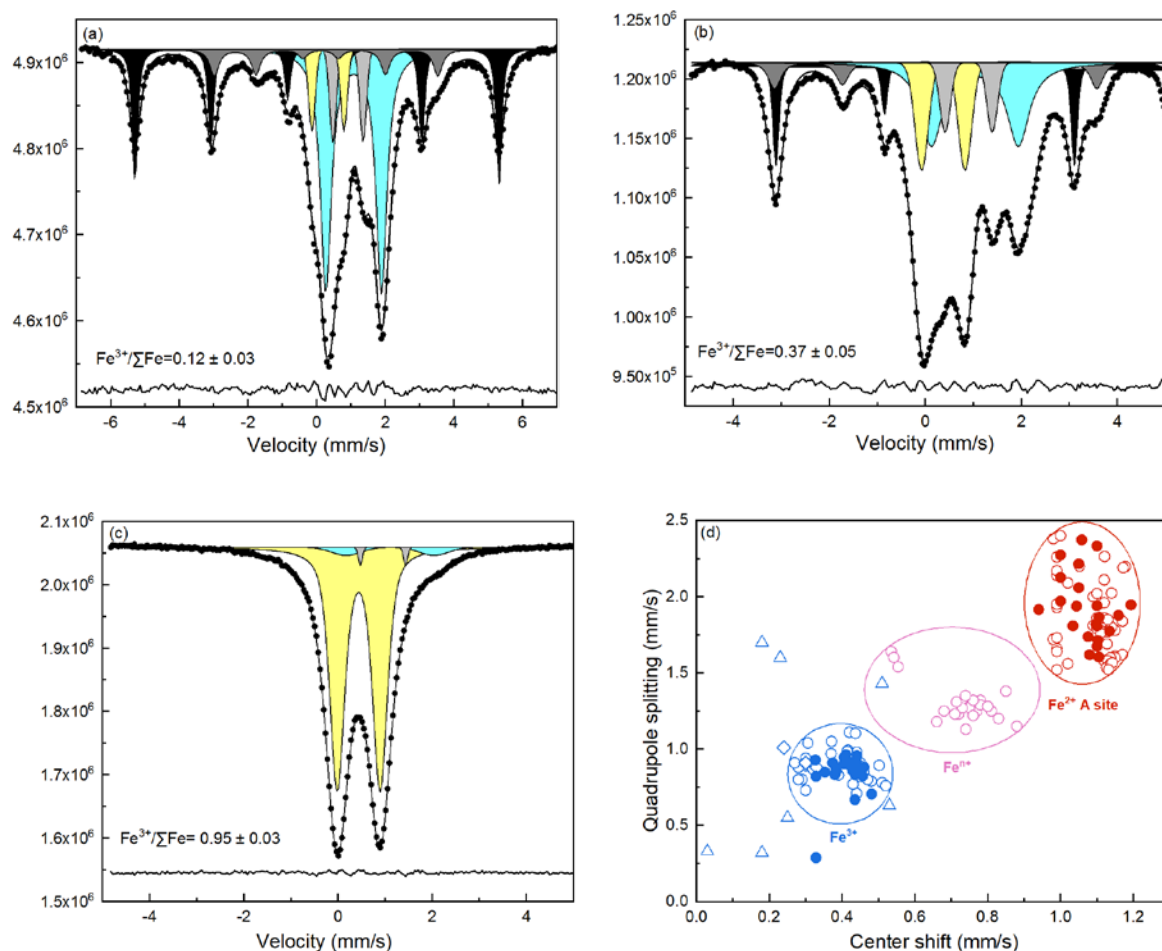 (a)
4.9x10⁶
4.8x10⁶
4.7x10⁶
4.6x10⁶
4.5x10⁶
Fe³⁺/∑Fe=0.12 ± 0.03
-6 -4 -2 0 2 4 6
Velocity (mm/s)
(b)
1.25x10⁶
1.20x10⁶
1.15x10⁶
1.10x10⁶
1.05x10⁶
1.00x10⁶
9.50x10⁵
Fe³⁺/∑Fe=0.37 ± 0.05
-4 -2 0 2 4
Velocity (mm/s)
(c)
2.1x10⁶
2.0x10⁶
1.9x10⁶
1.8x10⁶
1.7x10⁶
1.6x10⁶
1.5x10⁶
Fe³⁺/∑Fe= 0.95 ± 0.03
-4 -2 0 2 4
Velocity (mm/s)
(d)
Quadrupole splitting (mm/s)
2.5
2.0
1.5
1.0
0.5
0.0
Fe²⁺ A site
Feⁿ⁺
Fe³⁺
0.0 0.2 0.4 0.6 0.8 1.0 1.2
Center shift (mm/s)